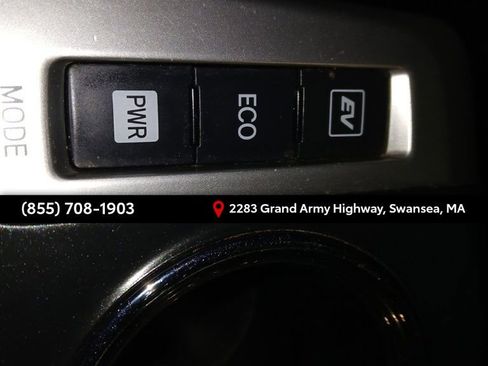 MODE
PWR
ECO
EV
(855) 708-1903
2283 Grand Army Highway, Swansea, MA